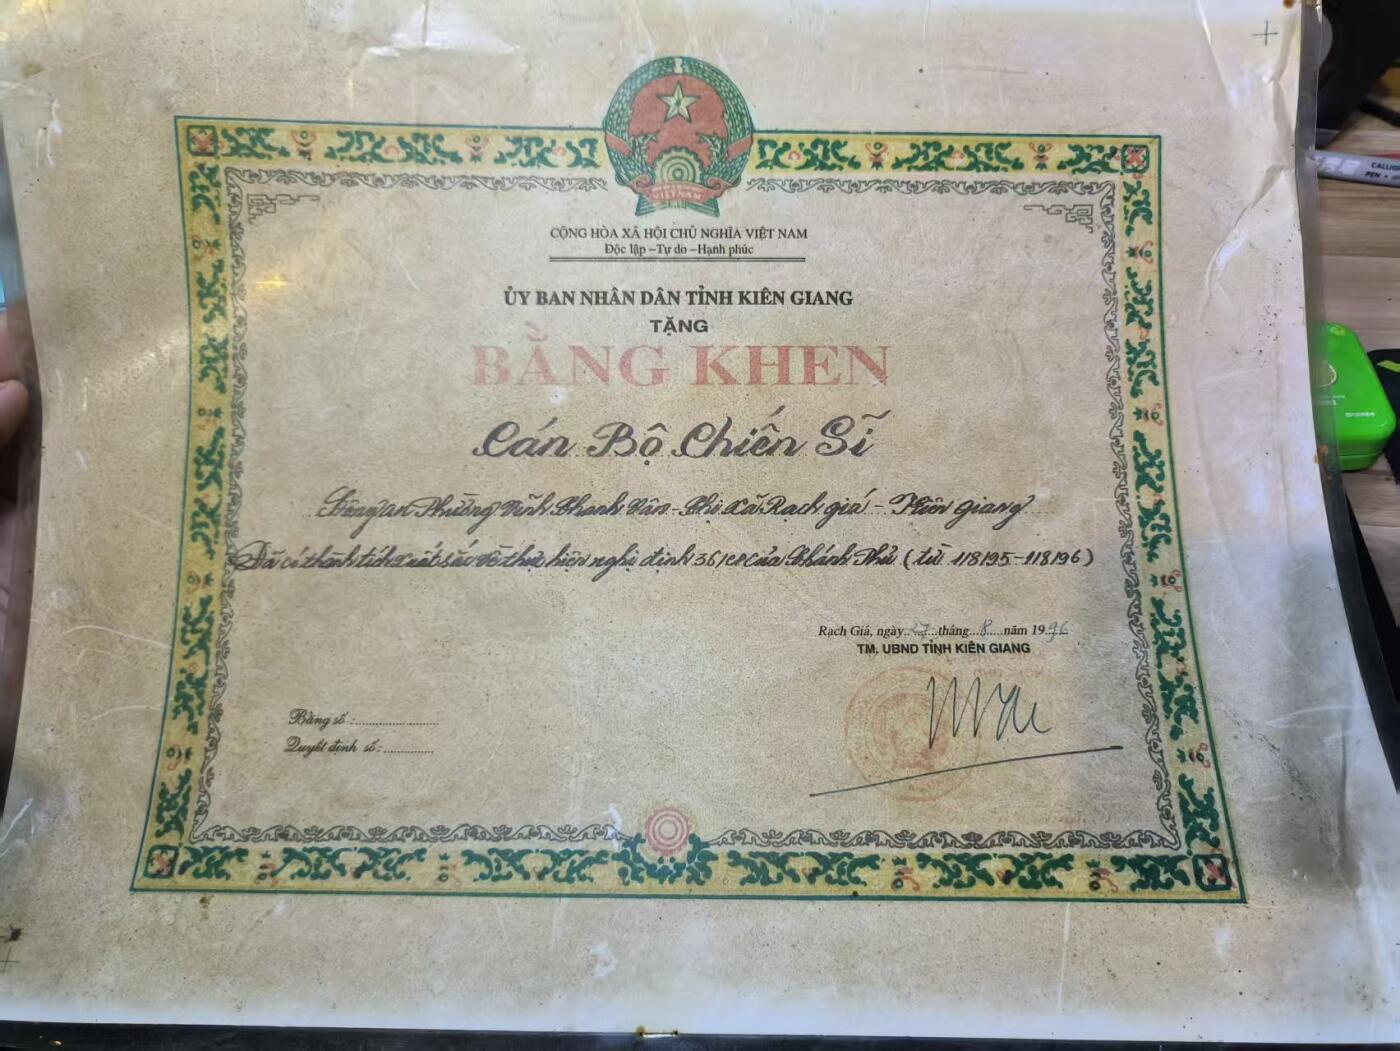 VIỆT NAM
CỘNG HÒA XÃ HỘI CHỦ NGHĨA VIỆT NAM
Độc lập –Tự do –Hạnh phúc
ỦY BAN NHÂN DÂN TỈNH KIÊN GIANG
TẶNG
BẰNG KHEN
Cán Bộ Chiến Sĩ
Phường Vĩnh Thanh Vân - Thị Xã Rạch giá - Kiên giang
Đã có thành tích xuất sắc về thực hiện nghị định 36/CP của Chánh Phủ ( từ 1/8/95-1/8/96 )
Rạch Giá, ngày 27 tháng 8 năm 1996
TM. UBND TỈNH KIÊN GIANG
Bằng số :
Quyết định số: